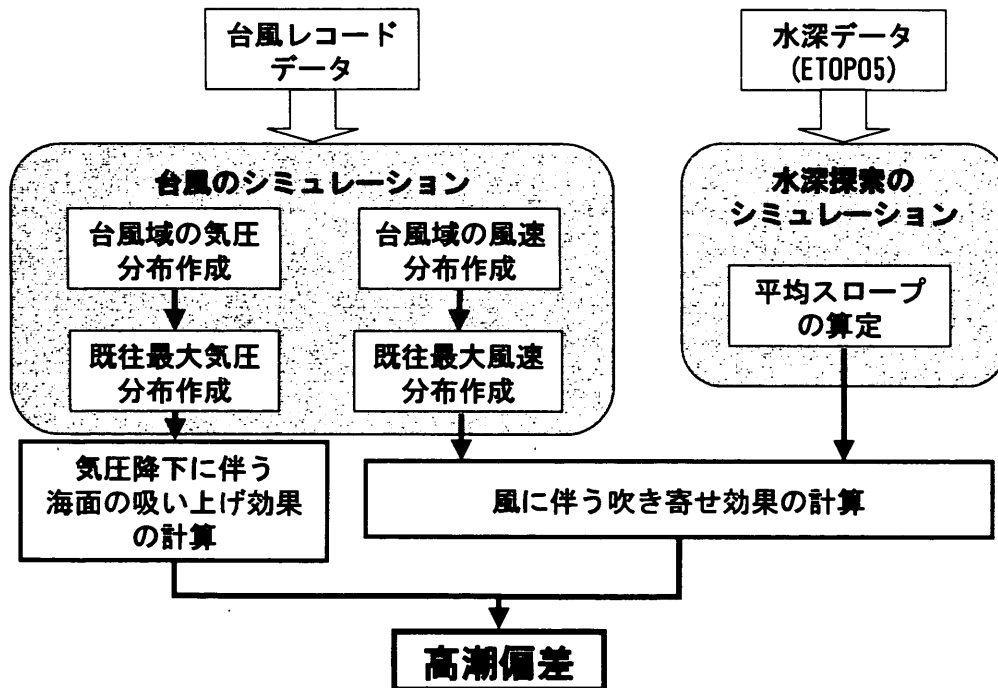 台風レコード
データ
水深データ
(ETOPO5)
台風のシミュレーション
台風域の気圧
分布作成
台風域の風速
分布作成
既往最大気圧
分布作成
既往最大風速
分布作成
水深探索の
シミュレーション
平均スロープ
の算定
気圧降下に伴う
海面の吸い上げ効果
の計算
風に伴う吹き寄せ効果の計算
高潮偏差